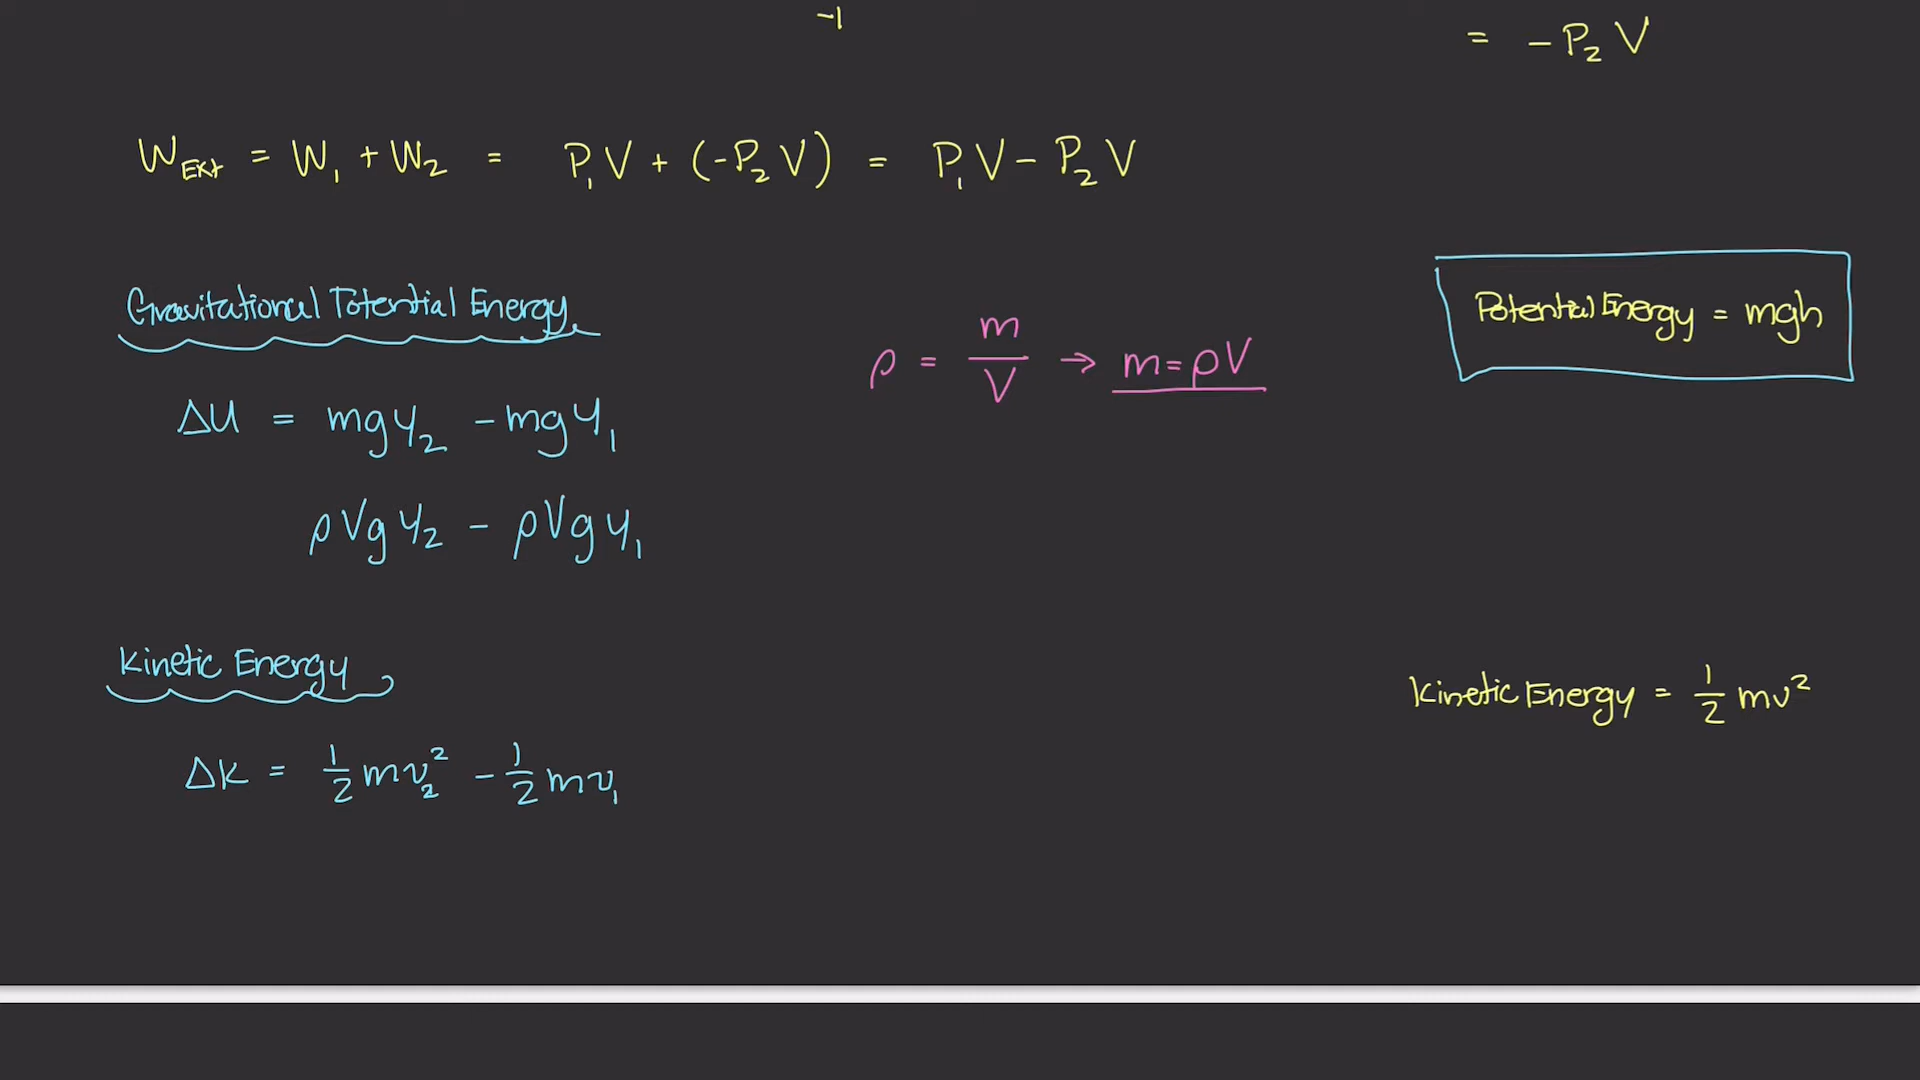 -1
= -P₂ V
W_Ext = W₁ + W₂ = P₁V + (-P₂V) = P₁V - P₂V
Gravitational Potential Energy
ρ = m/V → m = ρV
Potential Energy = mgh
ΔU = mgy₂ - mgy₁
ρVgy₂ - ρVgy₁
Kinetic Energy
Kinetic Energy = 1/2 mv²
ΔK = 1/2 mv₂² - 1/2 mv₁